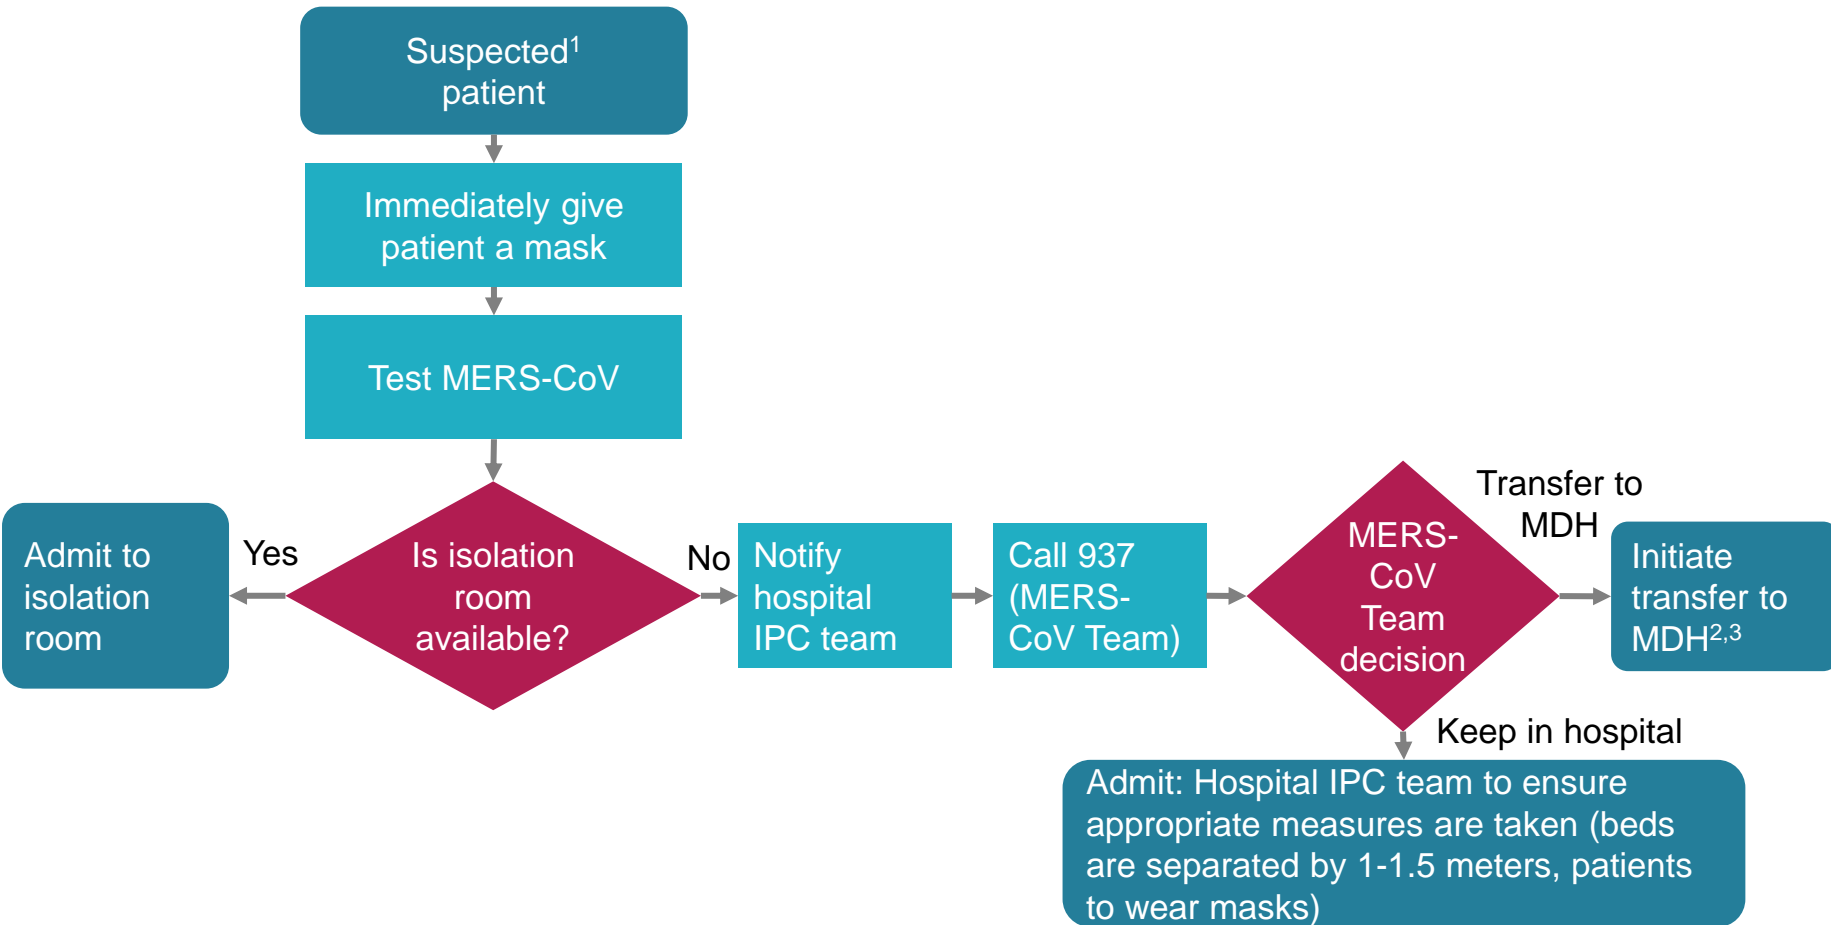 Suspected¹
patient
Immediately give
patient a mask
Test MERS-CoV
Is isolation
room
available?
Yes
Admit to
isolation
room
No
Notify
hospital
IPC team
Call 937
(MERS-
CoV Team)
MERS-
CoV
Team
decision
Transfer to
MDH
Initiate
transfer to
MDH²,³
Keep in hospital
Admit: Hospital IPC team to ensure
appropriate measures are taken (beds
are separated by 1-1.5 meters, patients
to wear masks)